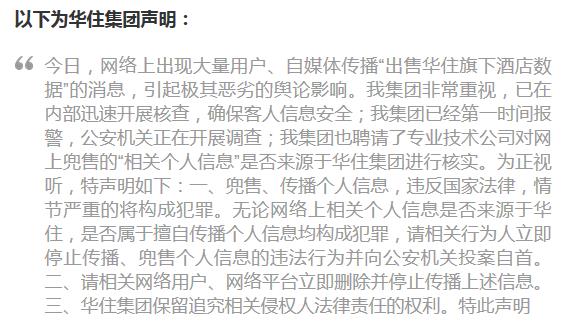 以下为华住集团声明：
今日，网络上出现大量用户、自媒体传播“出售华住旗下酒店数
据”的消息，引起极其恶劣的舆论影响。我集团非常重视，已在
内部迅速开展核查，确保客人信息安全；我集团已经第一时间报
警，公安机关正在开展调查；我集团也聘请了专业技术公司对网
上兜售的“相关个人信息”是否来源于华住集团进行核实。为正视
听，特声明如下：一、兜售、传播个人信息，违反国家法律，情
节严重的将构成犯罪。无论网络上相关个人信息是否来源于华
住，是否属于擅自传播个人信息均构成犯罪，请相关行为人立即
停止传播、兜售个人信息的违法行为并向公安机关投案自首。
二、请相关网络用户、网络平台立即删除并停止传播上述信息。
三、华住集团保留追究相关侵权人法律责任的权利。特此声明